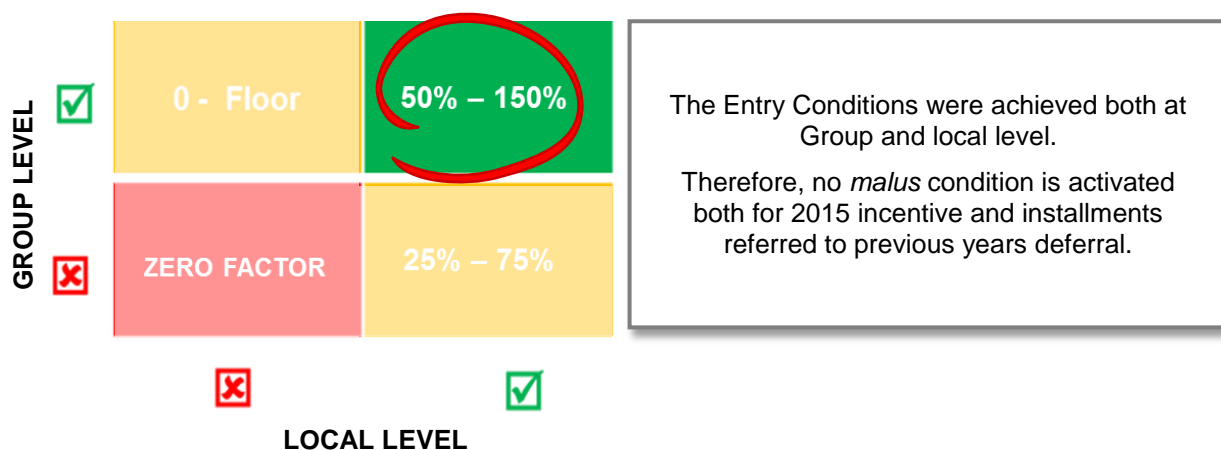 GROUP LEVEL
0 - Floor
50% – 150%
ZERO FACTOR
25% – 75%
LOCAL LEVEL
The Entry Conditions were achieved both at
Group and local level.
Therefore, no malus condition is activated
both for 2015 incentive and installments
referred to previous years deferral.